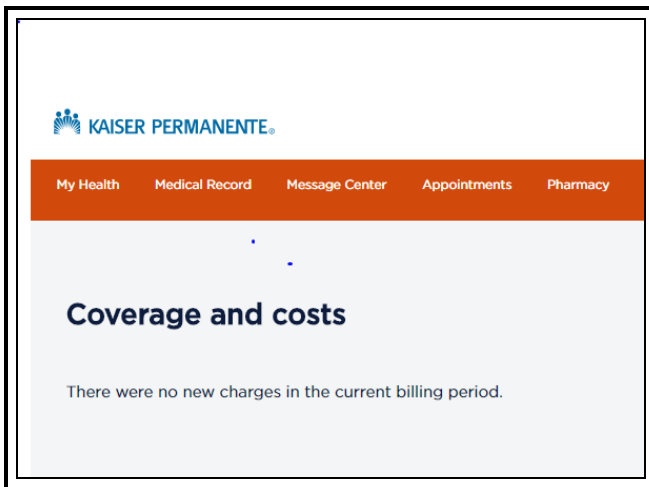 KAISER PERMANENTE®
My Health Medical Record Message Center Appointments Pharmacy
Coverage and costs
There were no new charges in the current billing period.